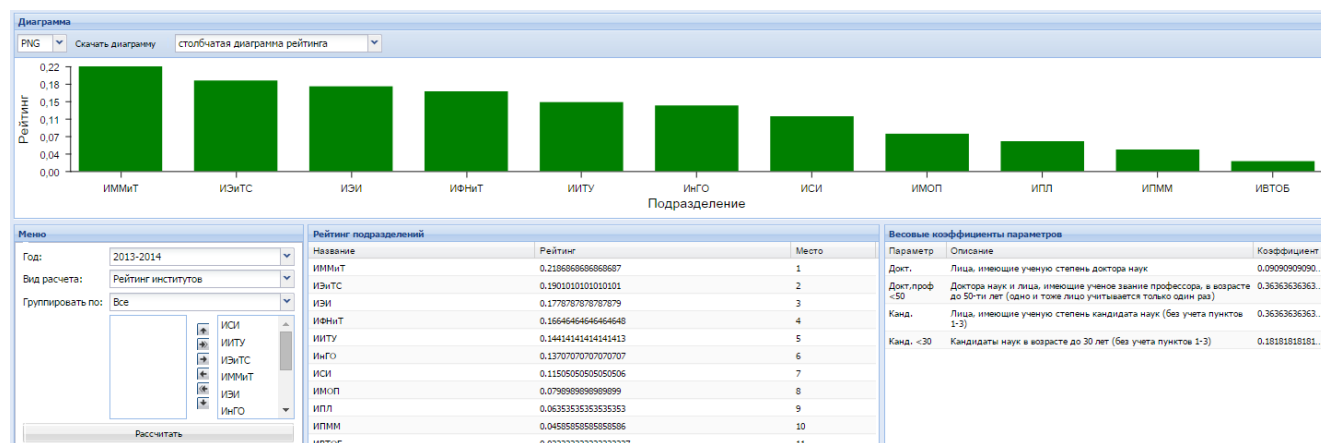 Диаграмма
PNG Скачать диаграмму столбчатая диаграмма рейтинга
Рейтинг
0,22
0,18
0,15
0,11
0,07
0,04
0,00
ИММиТ ИЭиТС ИЭИ ИФНиТ ИИТУ ИнГО ИСИ ИМОП ИПЛ ИПММ ИВТОБ
Подразделение
Меню
Год: 2013-2014
Вид расчета: Рейтинг институтов
Группировать по: Все
ИСИ
ИИТУ
ИЭиТС
ИММиТ
ИЭИ
ИнГО
Рассчитать
Рейтинг подразделений
Название Рейтинг Место
ИММиТ 0.2186868686868687 1
ИЭиТС 0.1901010101010101 2
ИЭИ 0.1778787878787879 3
ИФНиТ 0.16646464646464648 4
ИИТУ 0.14414141414141413 5
ИнГО 0.13707070707070707 6
ИСИ 0.11505050505050506 7
ИМОП 0.0798989898989899 8
ИПЛ 0.06353535353535353 9
ИПММ 0.04585858585858586 10
Весовые коэффициенты параметров
Параметр Описание Коэффициент
Докт. Лица, имеющие ученую степень доктора наук 0.09090909090...
Докт,проф Доктора наук и лица, имеющие ученое звание профессора, в возрасте 0.36363636363...
<50 до 50-ти лет (одно и тоже лицо учитывается только один раз)
Канд. Лица, имеющие ученую степень кандидата наук (без учета пунктов 0.36363636363...
1-3)
Канд. <30 Кандидаты наук в возрасте до 30 лет (без учета пунктов 1-3) 0.18181818181...